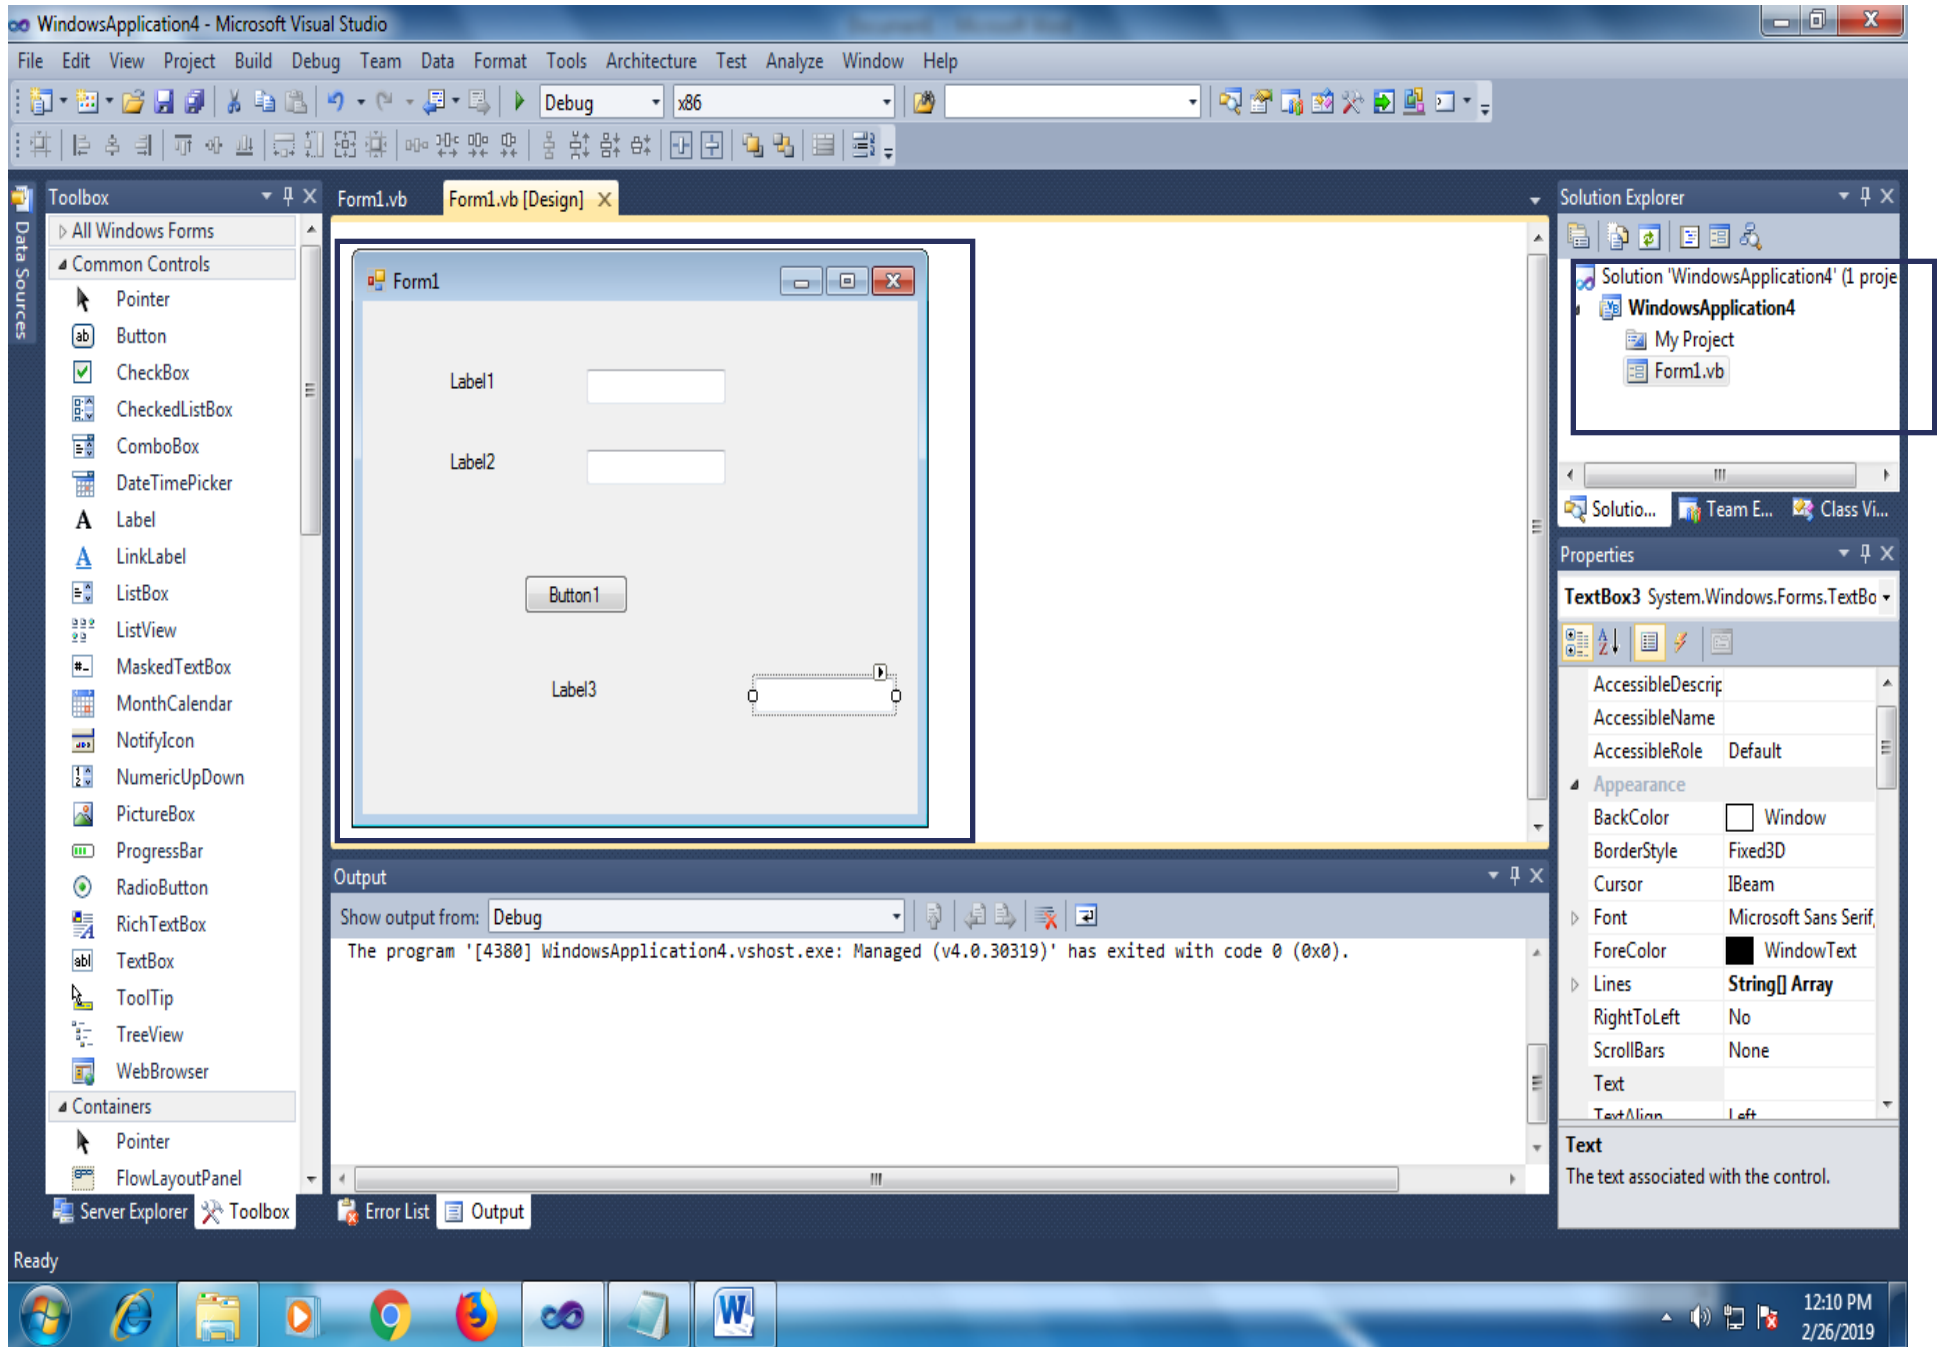 WindowsApplication4 - Microsoft Visual Studio
File Edit View Project Build Debug Team Data Format Tools Architecture Test Analyze Window Help
Debug x86
Data Sources
Toolbox
All Windows Forms
Common Controls
Pointer
Button
CheckBox
CheckedListBox
ComboBox
DateTimePicker
Label
LinkLabel
ListBox
ListView
MaskedTextBox
MonthCalendar
NotifyIcon
NumericUpDown
PictureBox
ProgressBar
RadioButton
RichTextBox
TextBox
ToolTip
TreeView
WebBrowser
Containers
Pointer
FlowLayoutPanel
Server Explorer Toolbox
Form1.vb Form1.vb [Design]
Form1
Label1
Label2
Button1
Label3
Output
Show output from: Debug
The program '[4380] WindowsApplication4.vshost.exe: Managed (v4.0.30319)' has exited with code 0 (0x0).
Error List Output
Solution Explorer
Solution 'WindowsApplication4' (1 proje
WindowsApplication4
My Project
Form1.vb
Solutio... Team E... Class Vi...
Properties
TextBox3 System.Windows.Forms.TextBo
AccessibleDescrip
AccessibleName
AccessibleRole Default
Appearance
BackColor Window
BorderStyle Fixed3D
Cursor IBeam
Font Microsoft Sans Serif,
ForeColor WindowText
Lines String[] Array
RightToLeft No
ScrollBars None
Text
TextAlign Left
Text
The text associated with the control.
Ready
12:10 PM
2/26/2019